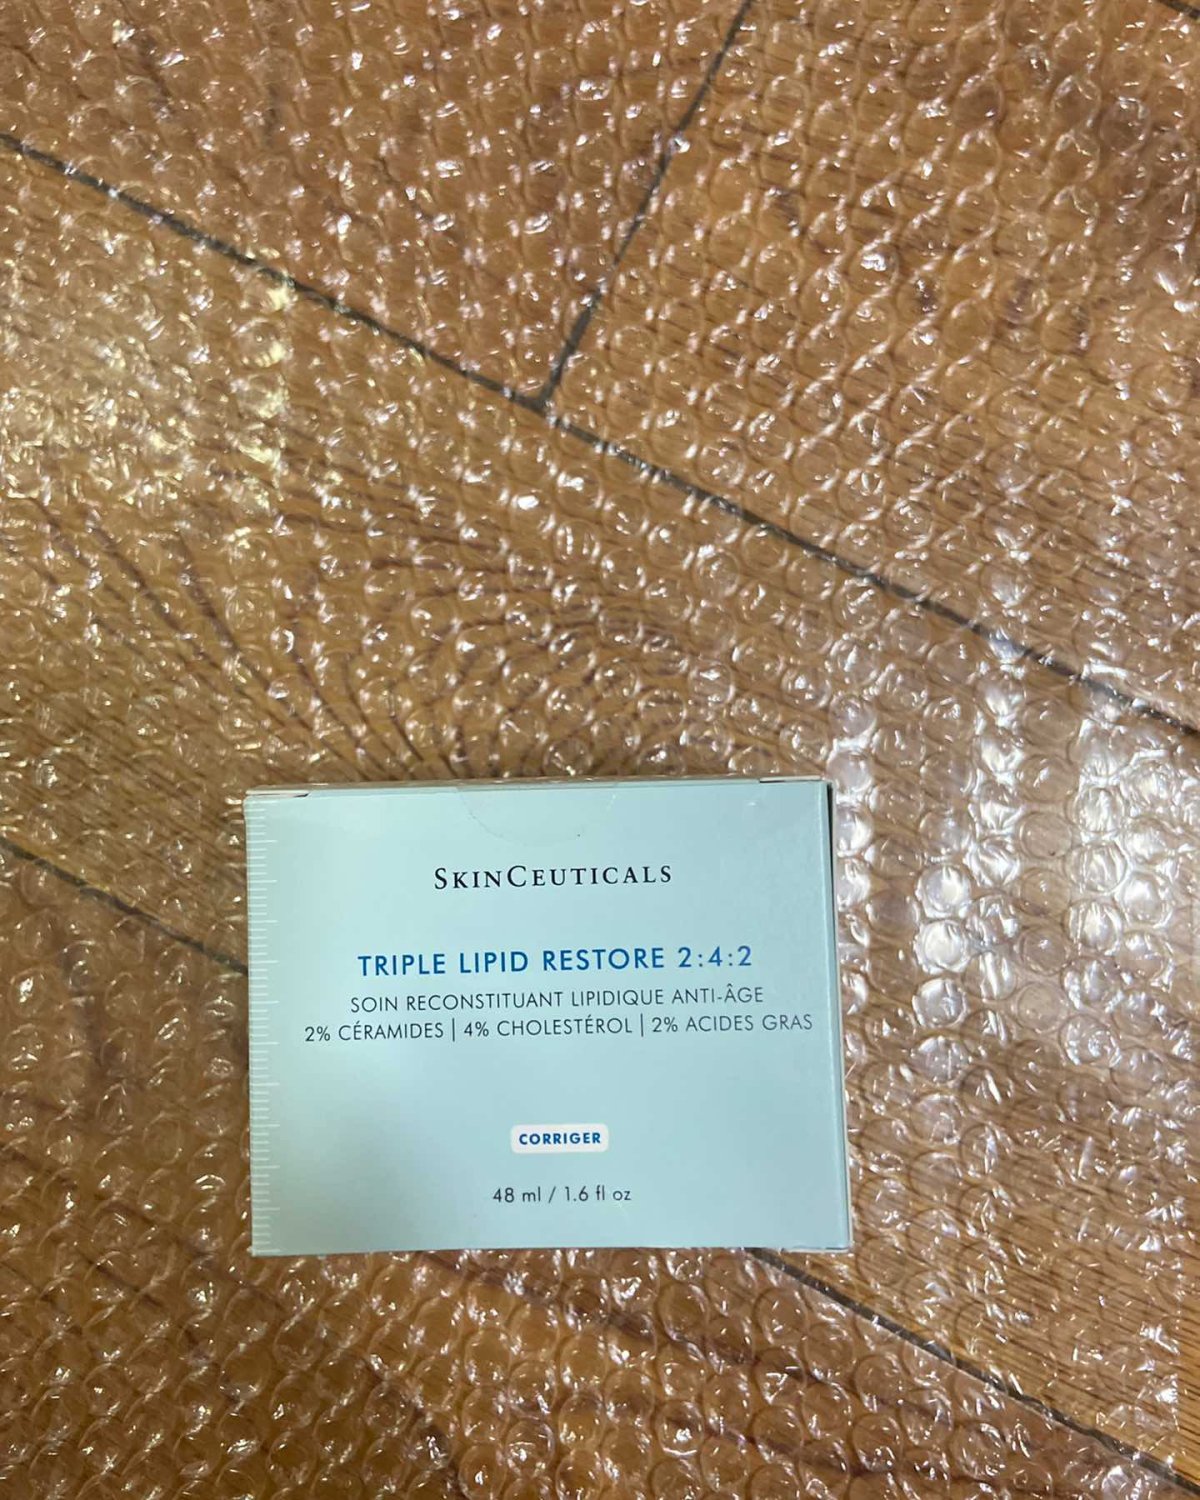 SKINCEUTICALS
TRIPLE LIPID RESTORE 2:4:2
SOIN RECONSTITUANT LIPIDIQUE ANTI-ÂGE
2% CÉRAMIDES | 4% CHOLESTÉROL | 2% ACIDES GRAS
CORRIGER
48 ml / 1.6 fl oz